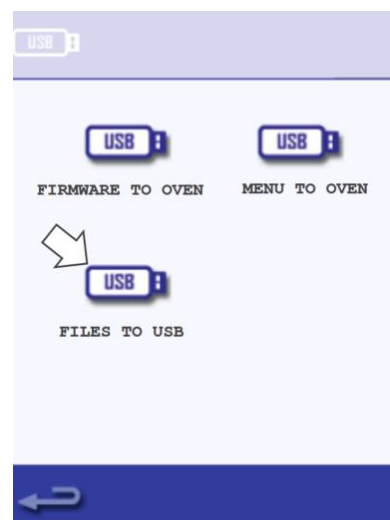 USB
USB USB
FIRMWARE TO OVEN MENU TO OVEN
USB
FILES TO USB